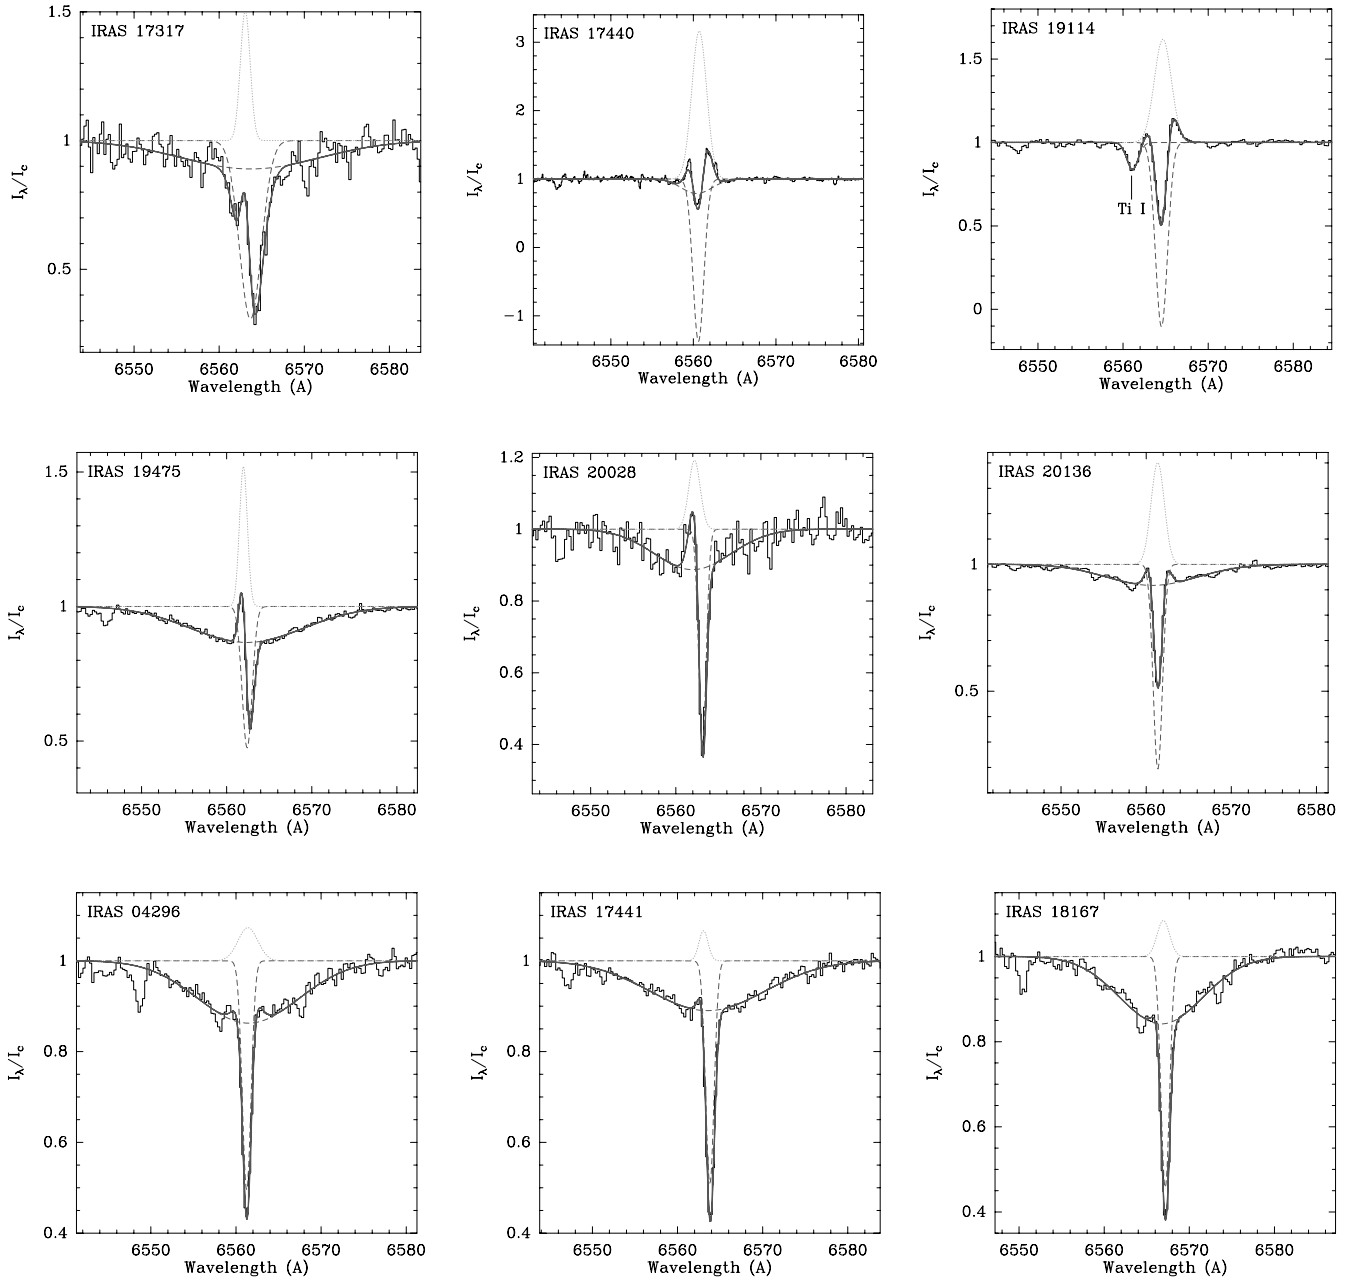 IRAS 17317
1.5
1
0.5
I_λ/I_c
6550 6560 6570 6580
Wavelength (A)
IRAS 17440
3
2
1
0
−1
I_λ/I_c
6550 6560 6570 6580
Wavelength (A)
IRAS 19114
1.5
1
0.5
0
Ti I
I_λ/I_c
6550 6560 6570 6580
Wavelength (A)
IRAS 19475
1.5
1
0.5
I_λ/I_c
6550 6560 6570 6580
Wavelength (A)
IRAS 20028
1.2
1
0.8
0.6
0.4
I_λ/I_c
6550 6560 6570 6580
Wavelength (A)
IRAS 20136
1
0.5
I_λ/I_c
6550 6560 6570 6580
Wavelength (A)
IRAS 04296
1
0.8
0.6
0.4
I_λ/I_c
6550 6560 6570 6580
Wavelength (A)
IRAS 17441
1
0.8
0.6
0.4
I_λ/I_c
6550 6560 6570 6580
Wavelength (A)
IRAS 18167
1
0.8
0.6
0.4
I_λ/I_c
6550 6560 6570 6580
Wavelength (A)